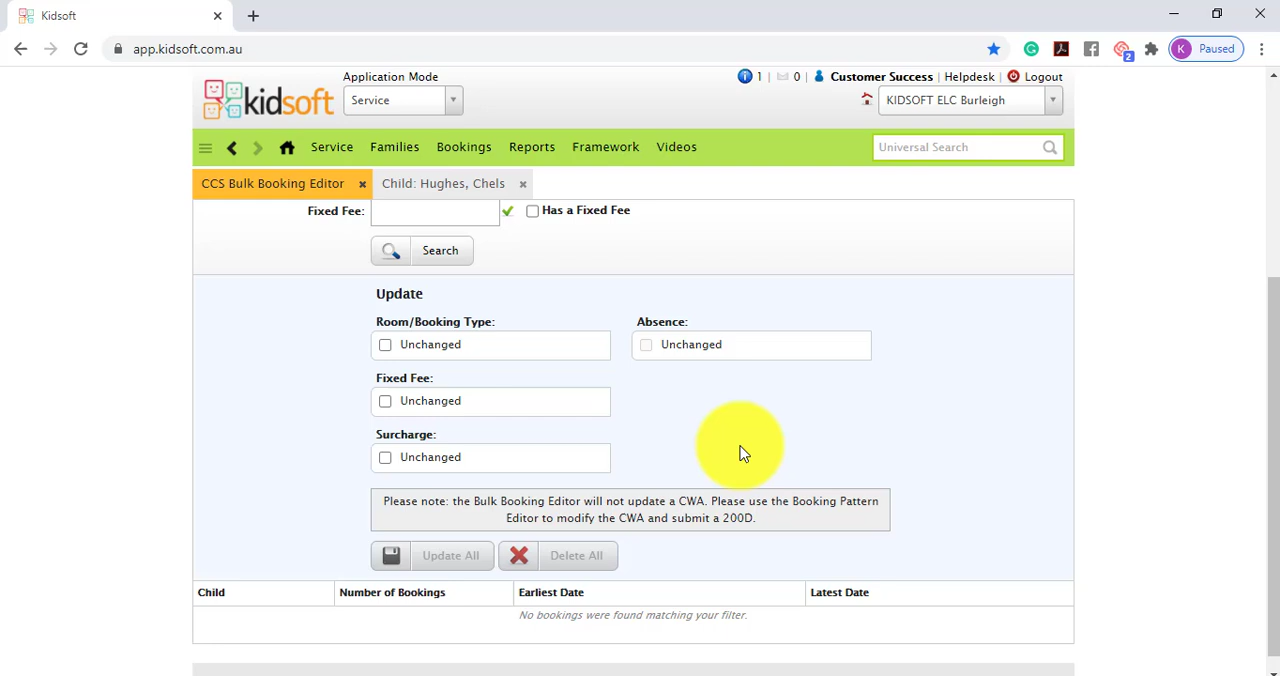 Kidsoft
app.kidsoft.com.au
2
K Paused
kidsoft
Application Mode
Service
1 | 0 | Customer Success | Helpdesk | Logout
KIDSOFT ELC Burleigh
Service Families Bookings Reports Framework Videos
Universal Search
CCS Bulk Booking Editor
Child: Hughes, Chels
Fixed Fee:
Has a Fixed Fee
Search
Update
Room/Booking Type:
Absence:
Unchanged
Unchanged
Fixed Fee:
Unchanged
Surcharge:
Unchanged
Please note: the Bulk Booking Editor will not update a CWA. Please use the Booking Pattern
Editor to modify the CWA and submit a 200D.
Update All
Delete All
Child Number of Bookings Earliest Date Latest Date
No bookings were found matching your filter.